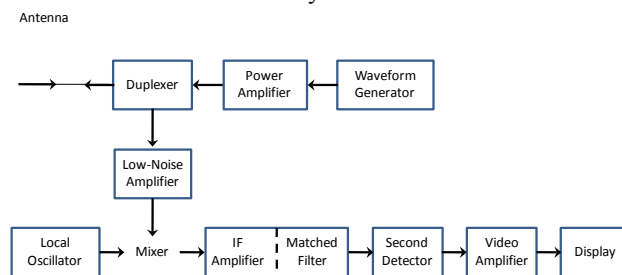 Antenna
Duplexer
Power
Amplifier
Waveform
Generator
Low-Noise
Amplifier
Local
Oscillator
Mixer
IF
Amplifier
Matched
Filter
Second
Detector
Video
Amplifier
Display